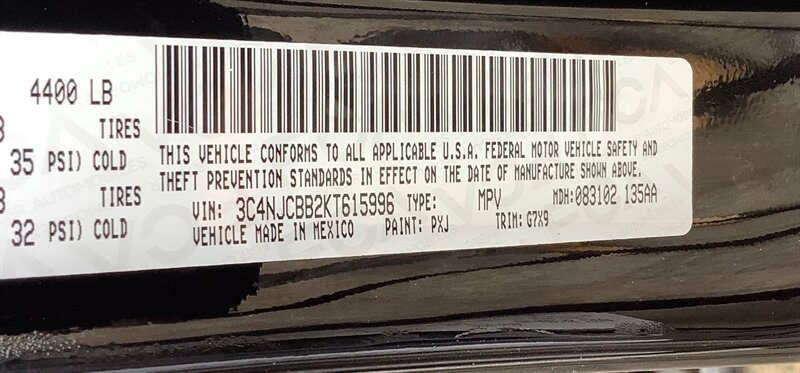 4400 LB
TIRES
35 PSI) COLD
TIRES
32 PSI) COLD
THIS VEHICLE CONFORMS TO ALL APPLICABLE U.S.A. FEDERAL MOTOR VEHICLE SAFETY AND
THEFT PREVENTION STANDARDS IN EFFECT ON THE DATE OF MANUFACTURE SHOWN ABOVE.
VIN: 3C4NJCBB2KT615996 TYPE: MPV MDH: 083102 135AA
VEHICLE MADE IN MEXICO PAINT: PXJ TRIM: G7X9